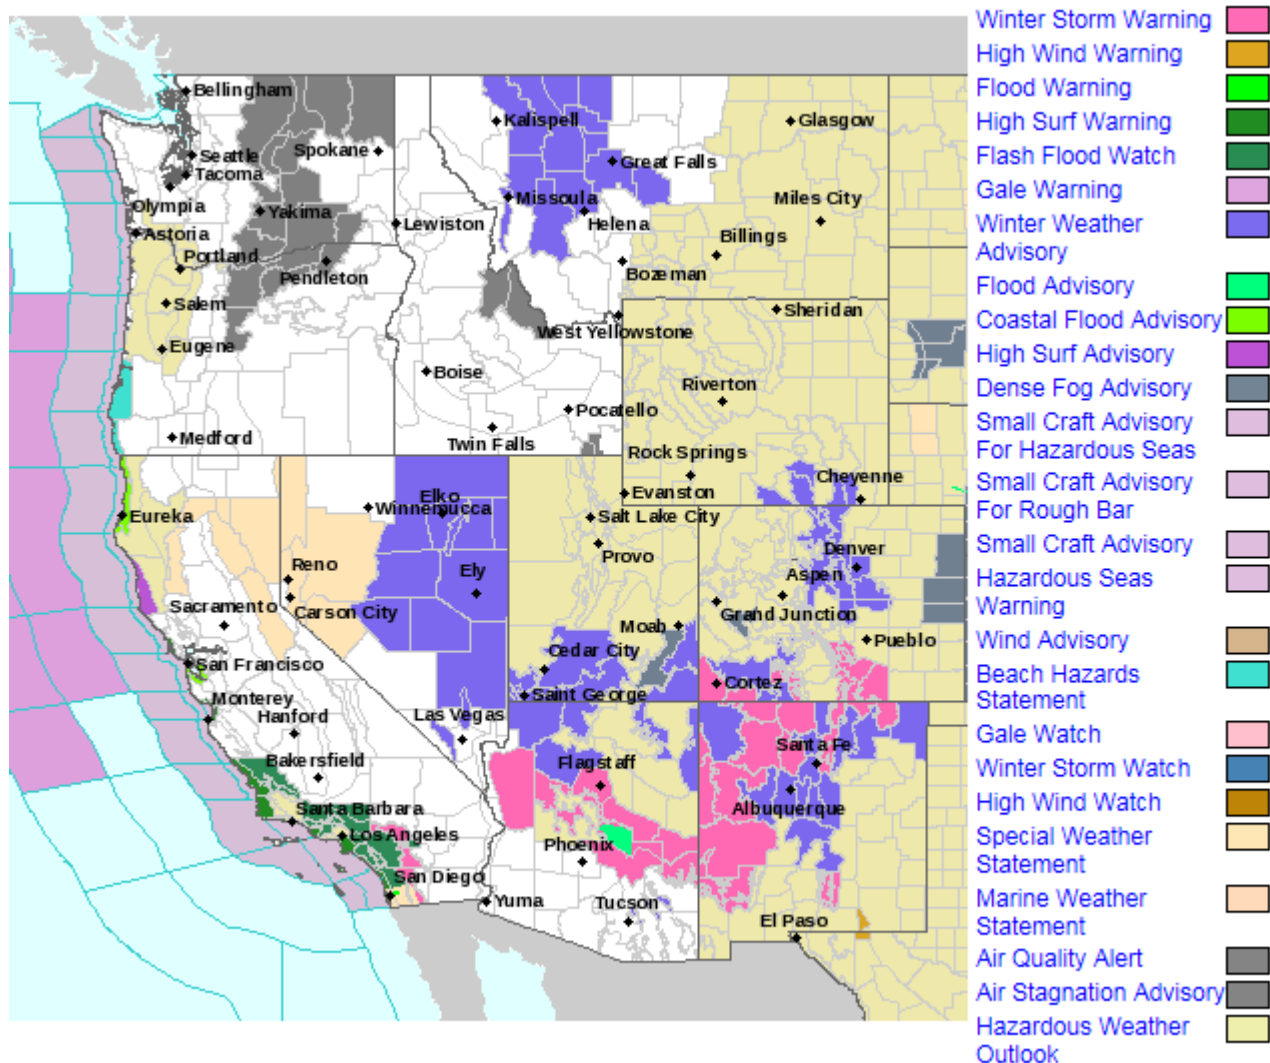 Bellingham
Seattle
Tacoma
Olympia
Astoria
Spokane
Yakima
Portland
Pendleton
Salem
Eugene
Medford
Lewiston
Kalispell
Great Falls
Missoula
Helena
Glasgow
Miles City
Billings
Bozeman
West Yellowstone
Sheridan
Boise
Pocatello
Twin Falls
Riverton
Rock Springs
Cheyenne
Evanston
Eureka
Winnemucca
Elko
Salt Lake City
Provo
Reno
Ely
Carson City
Sacramento
Denver
Aspen
Grand Junction
Moab
Pueblo
San Francisco
Cedar City
Cortez
Saint George
Monterey
Hanford
Las Vegas
Bakersfield
Flagstaff
Santa Fe
Albuquerque
Santa Barbara
Los Angeles
Phoenix
San Diego
Yuma
Tucson
El Paso
Winter Storm Warning
High Wind Warning
Flood Warning
High Surf Warning
Flash Flood Watch
Gale Warning
Winter Weather
Advisory
Flood Advisory
Coastal Flood Advisory
High Surf Advisory
Dense Fog Advisory
Small Craft Advisory
For Hazardous Seas
Small Craft Advisory
For Rough Bar
Small Craft Advisory
Hazardous Seas
Warning
Wind Advisory
Beach Hazards
Statement
Gale Watch
Winter Storm Watch
High Wind Watch
Special Weather
Statement
Marine Weather
Statement
Air Quality Alert
Air Stagnation Advisory
Hazardous Weather
Outlook